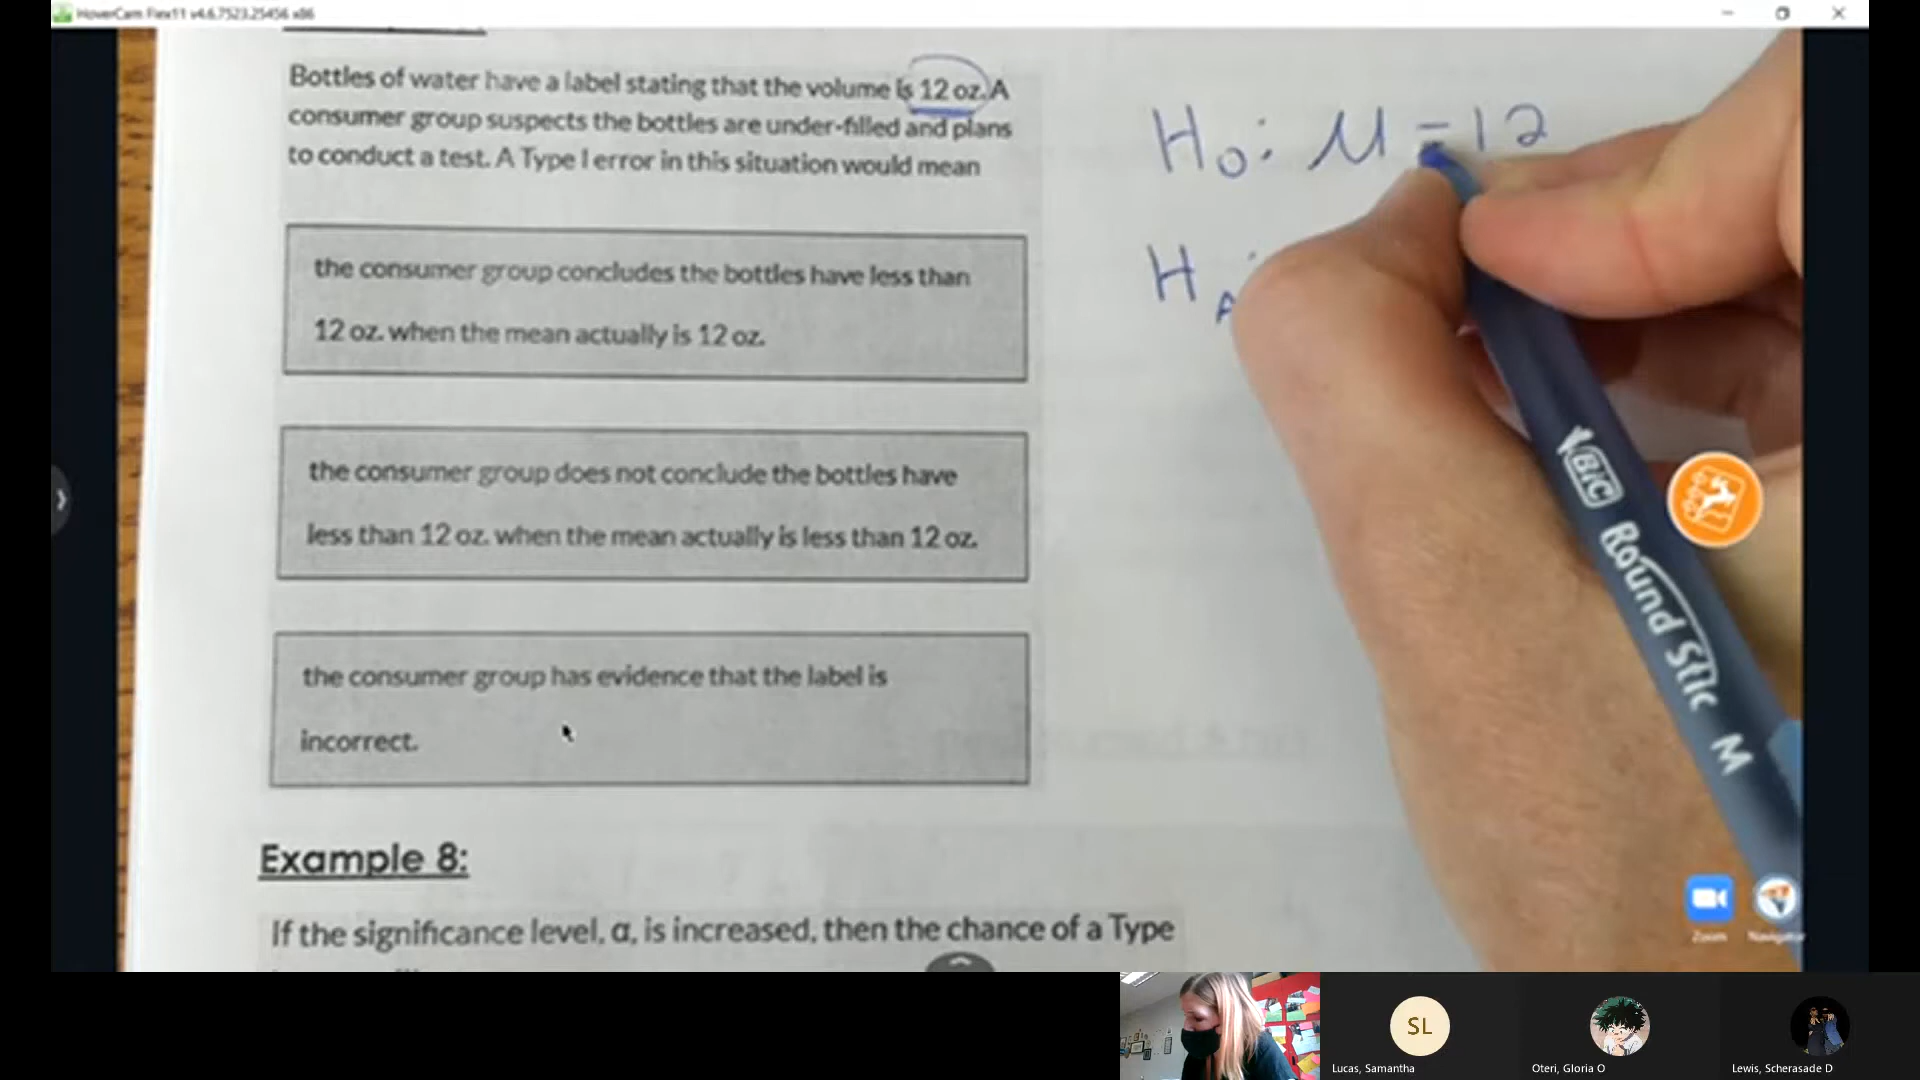 HoverCam Flex11 v4.6.7523.25456 x86
Bottles of water have a label stating that the volume is 12 oz. A
consumer group suspects the bottles are under-filled and plans
to conduct a test. A Type I error in this situation would mean
H₀: μ = 12
H A:
the consumer group concludes the bottles have less than
12 oz. when the mean actually is 12 oz.
the consumer group does not conclude the bottles have
less than 12 oz. when the mean actually is less than 12 oz.
the consumer group has evidence that the label is
incorrect.
BIC Round Stic M
Example 8:
If the significance level, α, is increased, then the chance of a Type
Zoom
SL
Lucas, Samantha
Oteri, Gloria O
Lewis, Scherasade D